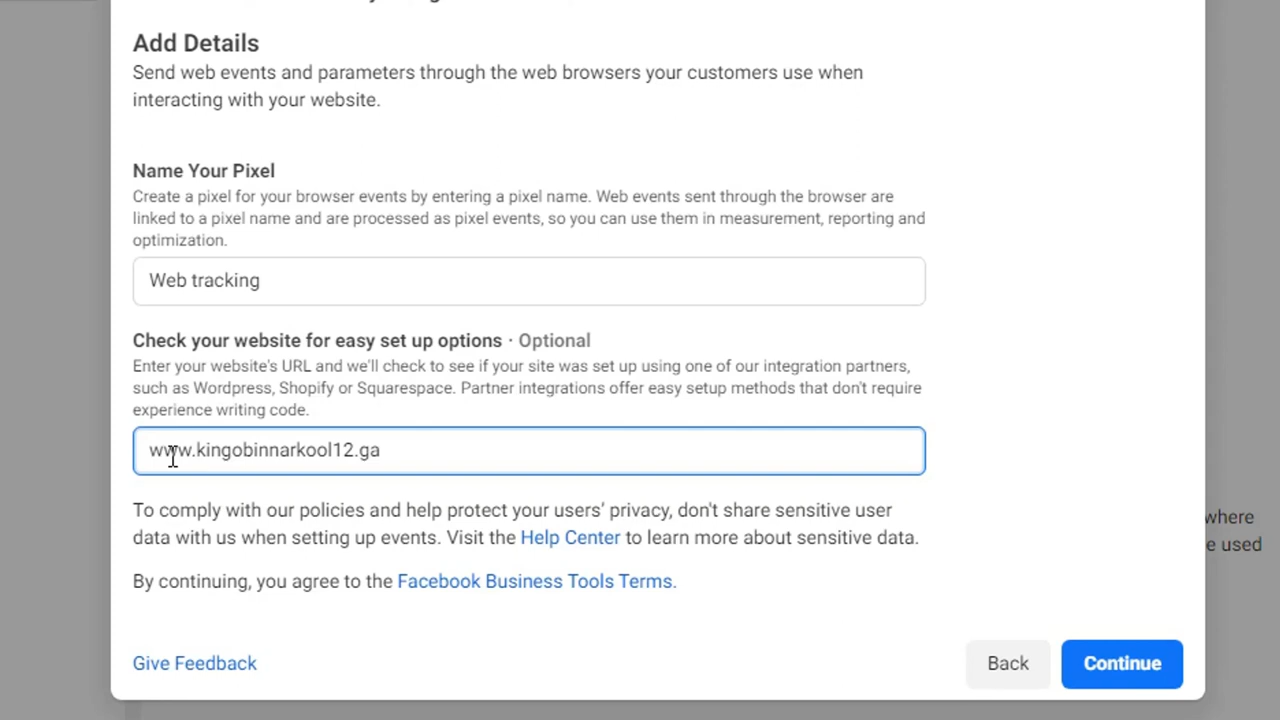 Add Details
Send web events and parameters through the web browsers your customers use when
interacting with your website.
Name Your Pixel
Create a pixel for your browser events by entering a pixel name. Web events sent through the browser are
linked to a pixel name and are processed as pixel events, so you can use them in measurement, reporting and
optimization.
Web tracking
Check your website for easy set up options · Optional
Enter your website's URL and we'll check to see if your site was set up using one of our integration partners,
such as Wordpress, Shopify or Squarespace. Partner integrations offer easy setup methods that don't require
experience writing code.
www.kingobinnarkool12.ga
To comply with our policies and help protect your users' privacy, don't share sensitive user
data with us when setting up events. Visit the Help Center to learn more about sensitive data.
By continuing, you agree to the Facebook Business Tools Terms.
where
e used
Give Feedback
Back
Continue